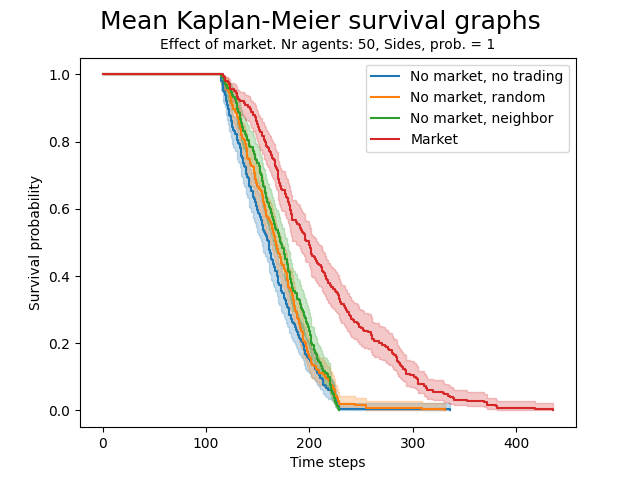 Mean Kaplan-Meier survival graphs
Effect of market. Nr agents: 50, Sides, prob. = 1
No market, no trading
No market, random
No market, neighbor
Market
Survival probability
1.0
0.8
0.6
0.4
0.2
0.0
0 100 200 300 400
Time steps